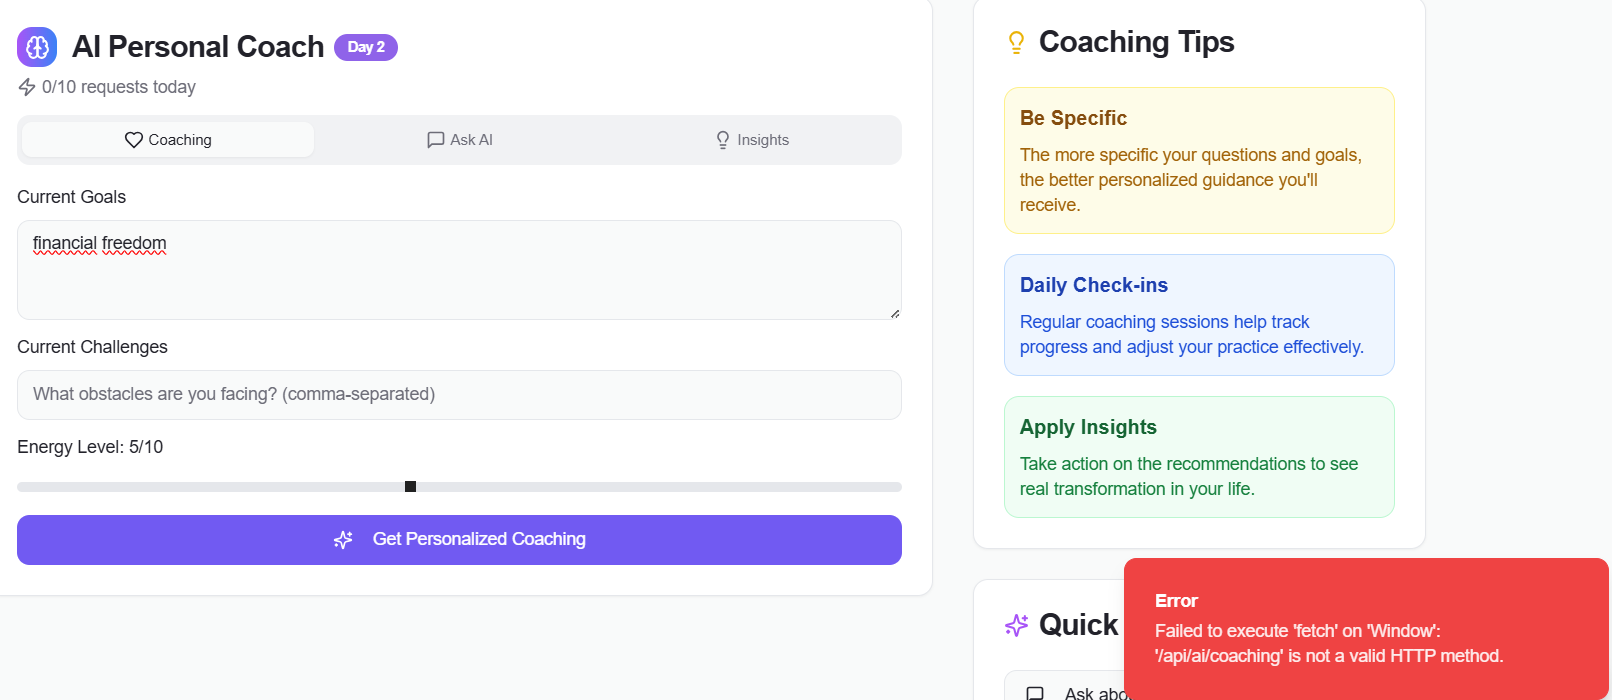 AI Personal Coach
Day 2
0/10 requests today
Coaching
Ask AI
Insights
Current Goals
financial freedom
Current Challenges
What obstacles are you facing? (comma-separated)
Energy Level: 5/10
Get Personalized Coaching
Coaching Tips
Be Specific
The more specific your questions and goals,
the better personalized guidance you'll
receive.
Daily Check-ins
Regular coaching sessions help track
progress and adjust your practice effectively.
Apply Insights
Take action on the recommendations to see
real transformation in your life.
Quick
Ask
Error
Failed to execute 'fetch' on 'Window':
'/api/ai/coaching' is not a valid HTTP method.